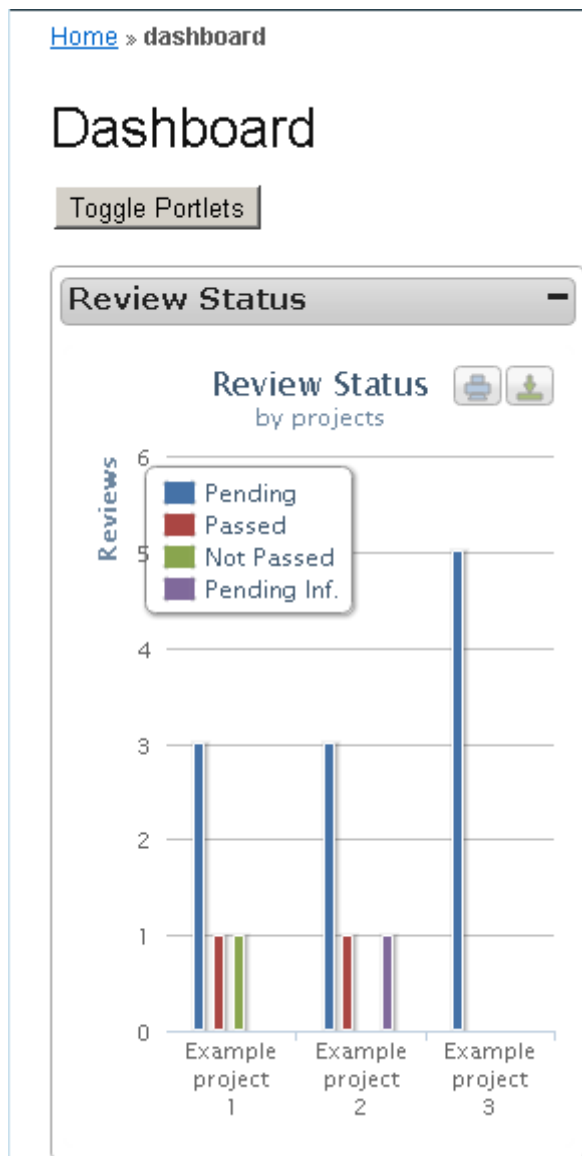 Home » dashboard
Dashboard
Toggle Portlets
Review Status
Review Status
by projects
Reviews
6
5
4
3
2
1
0
Pending
Passed
Not Passed
Pending Inf.
Example project 1
Example project 2
Example project 3